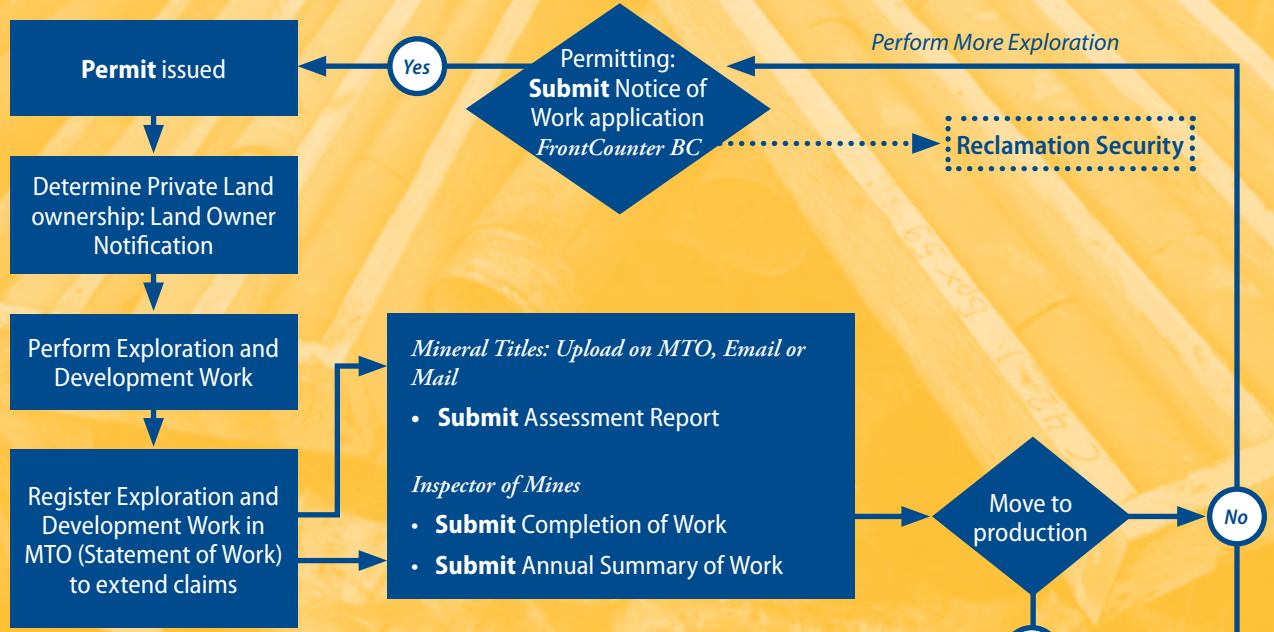 Permit issued
Yes
Permitting:
Submit Notice of
Work application
FrontCounter BC
Perform More Exploration
Reclamation Security
Determine Private Land
ownership: Land Owner
Notification
Perform Exploration and
Development Work
Register Exploration and
Development Work in
MTO (Statement of Work)
to extend claims
Mineral Titles: Upload on MTO, Email or
Mail
• Submit Assessment Report
Inspector of Mines
• Submit Completion of Work
• Submit Annual Summary of Work
Move to
production
No
Box 59